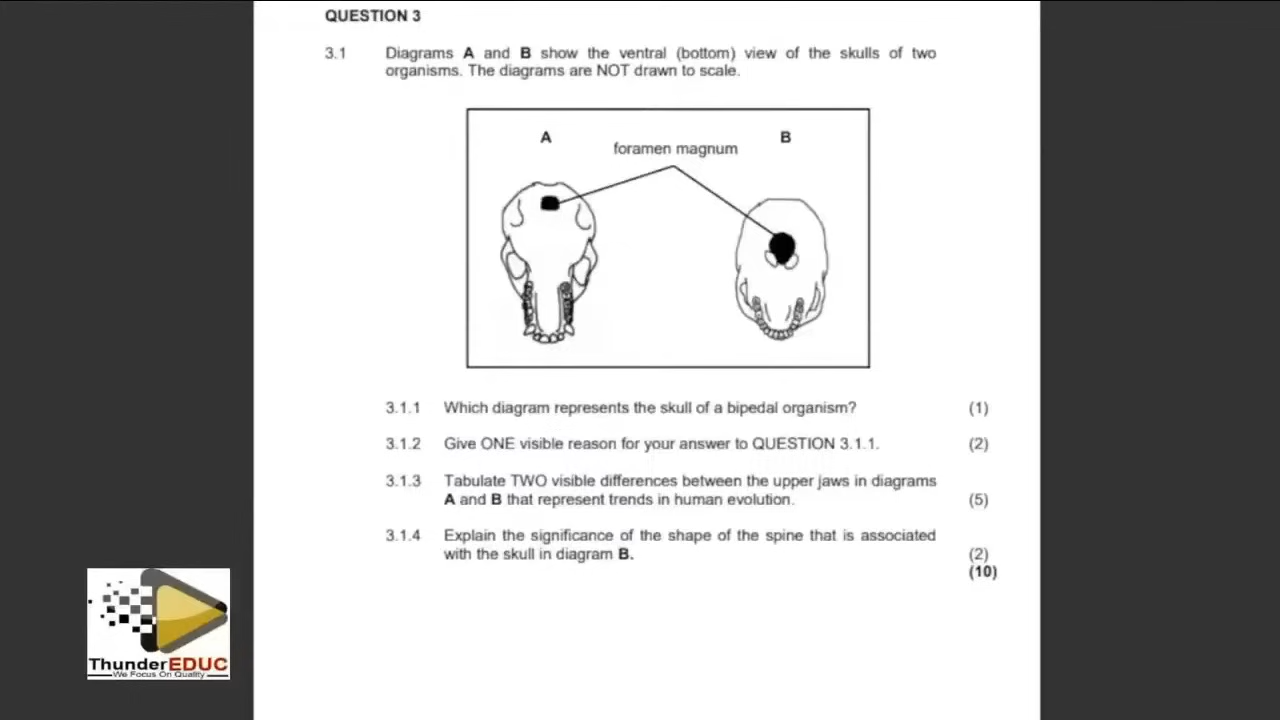 QUESTION 3
3.1 Diagrams A and B show the ventral (bottom) view of the skulls of two
organisms. The diagrams are NOT drawn to scale.
A
B
foramen magnum
3.1.1 Which diagram represents the skull of a bipedal organism? (1)
3.1.2 Give ONE visible reason for your answer to QUESTION 3.1.1. (2)
3.1.3 Tabulate TWO visible differences between the upper jaws in diagrams
A and B that represent trends in human evolution. (5)
3.1.4 Explain the significance of the shape of the spine that is associated
with the skull in diagram B. (2)
(10)
ThunderEDUC
We Focus On Quality